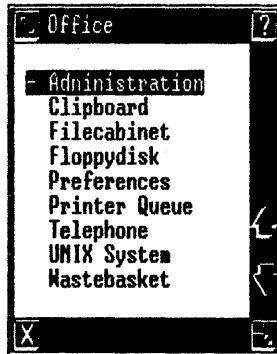 Office ?
- Administration
Clipboard
Filecabinet
Floppydisk
Preferences
Printer Queue
Telephone
UNIX System
Wastebasket
X